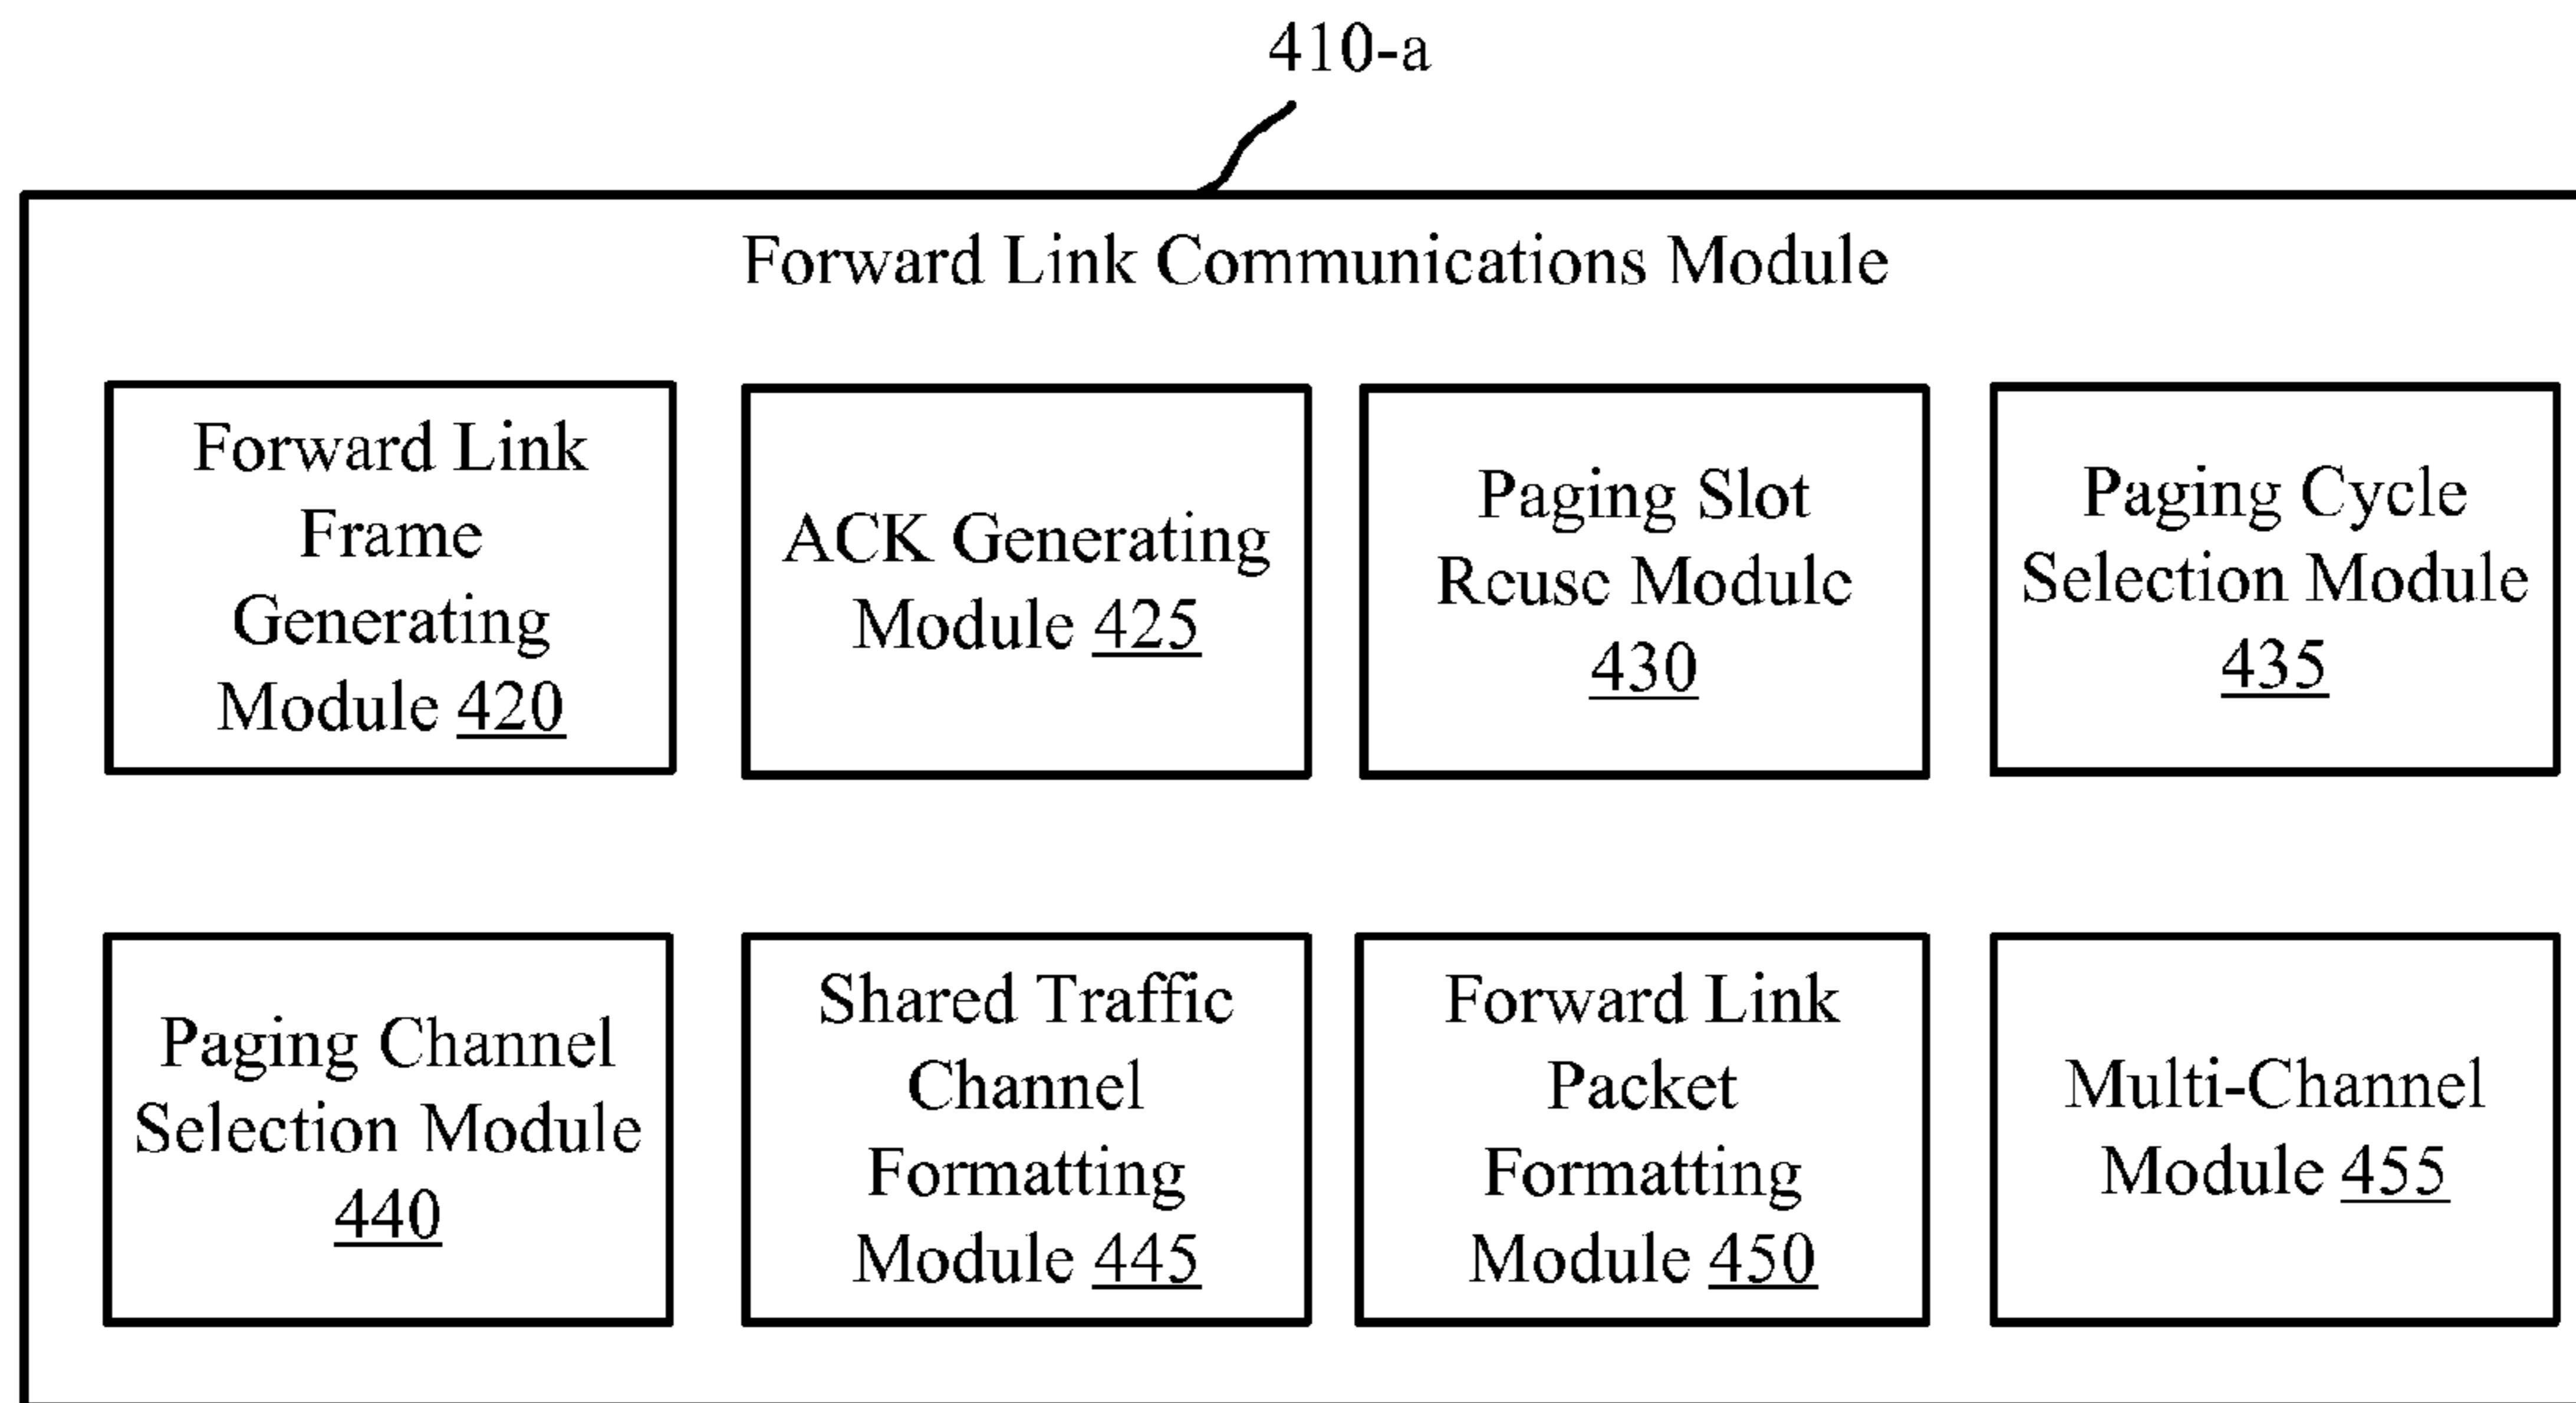 410-a
Forward Link Communications Module
Forward Link
Frame
Generating
Module 420
ACK Generating
Module 425
Paging Slot
Reuse Module
430
Paging Cycle
Selection Module
435
Paging Channel
Selection Module
440
Shared Traffic
Channel
Formatting
Module 445
Forward Link
Packet
Formatting
Module 450
Multi-Channel
Module 455